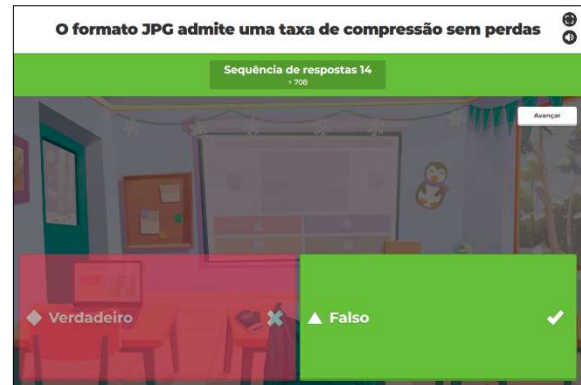 O formato JPG admite uma taxa de compressão sem perdas
Sequência de respostas 14
+ 708
Avançar
Verdadeiro
Falso